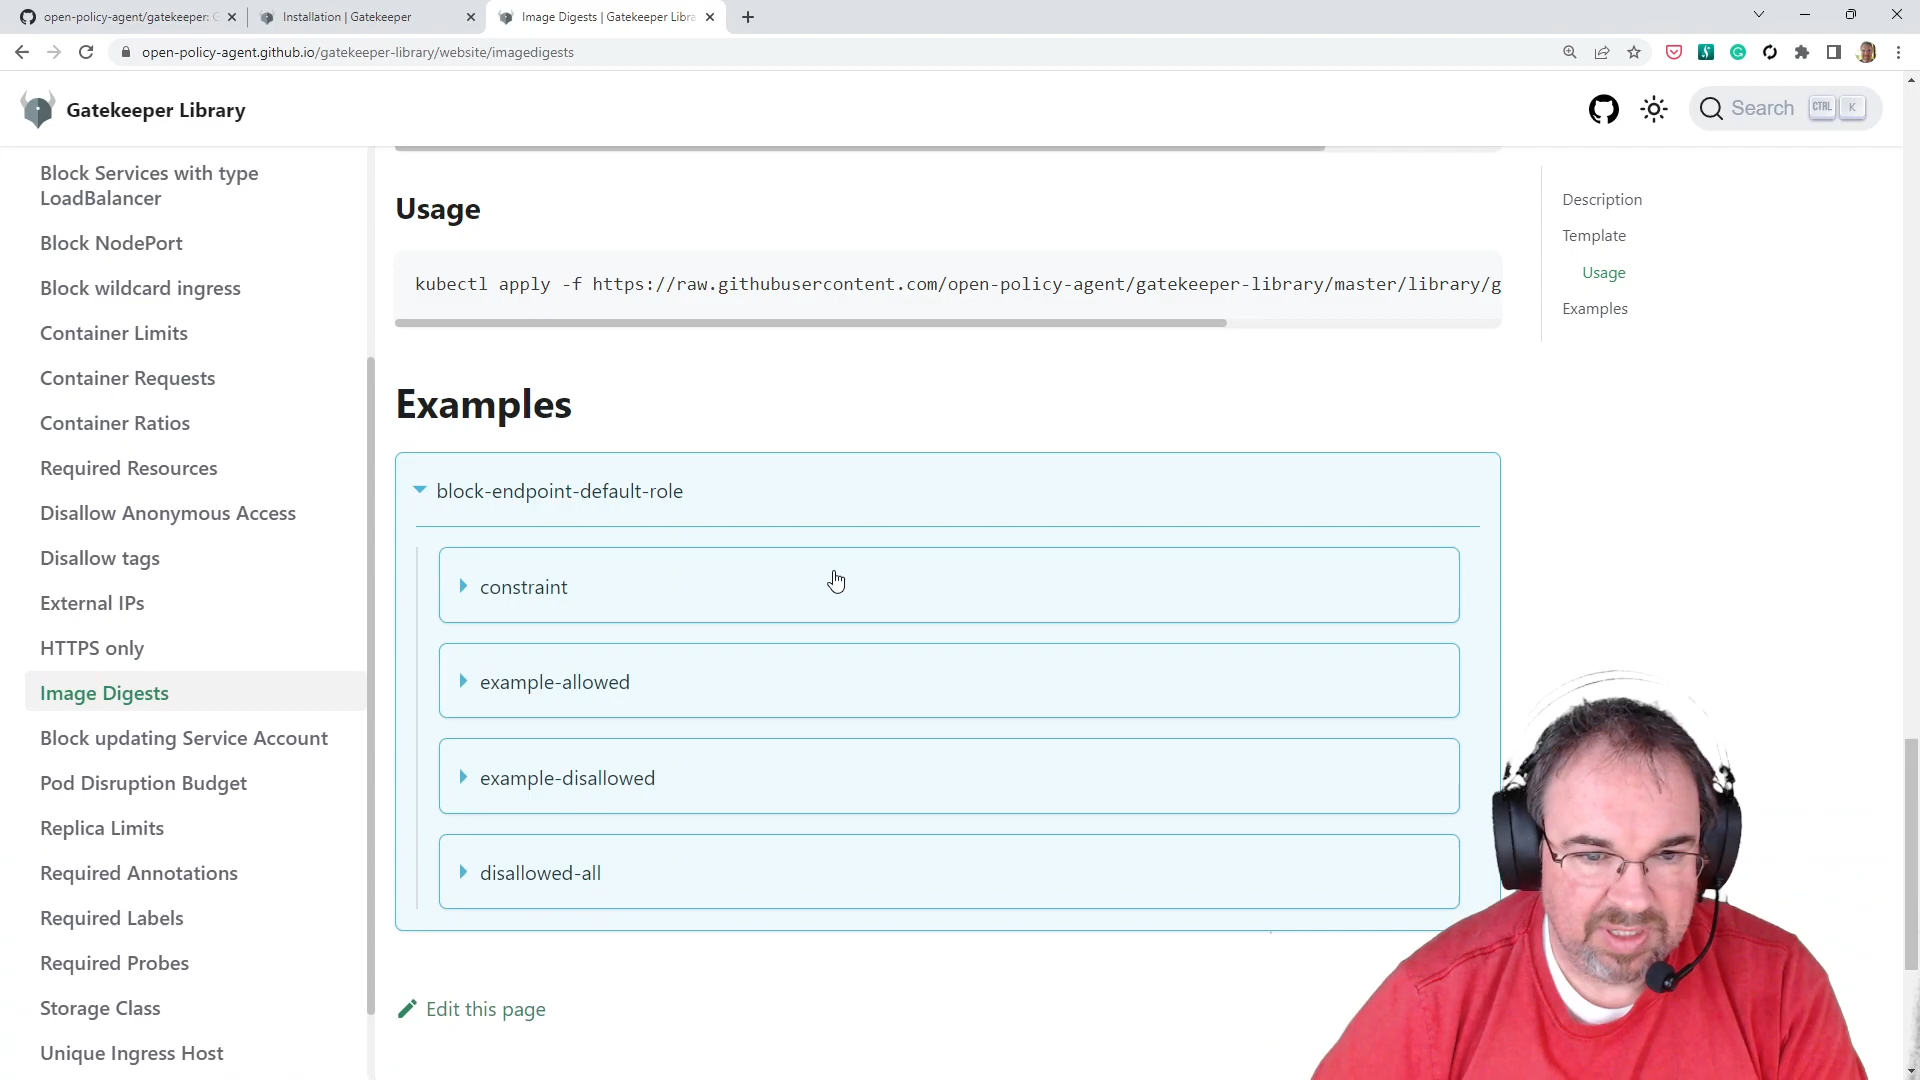 open-policy-agent/gatekeeper: G
Installation | Gatekeeper
Image Digests | Gatekeeper Libra
open-policy-agent.github.io/gatekeeper-library/website/imagedigests
Gatekeeper Library
Search CTRL K
Block Services with type
LoadBalancer
Block NodePort
Block wildcard ingress
Container Limits
Container Requests
Container Ratios
Required Resources
Disallow Anonymous Access
Disallow tags
External IPs
HTTPS only
Image Digests
Block updating Service Account
Pod Disruption Budget
Replica Limits
Required Annotations
Required Labels
Required Probes
Storage Class
Unique Ingress Host
Usage
kubectl apply -f https://raw.githubusercontent.com/open-policy-agent/gatekeeper-library/master/library/g
Examples
block-endpoint-default-role
constraint
example-allowed
example-disallowed
disallowed-all
Edit this page
Description
Template
Usage
Examples